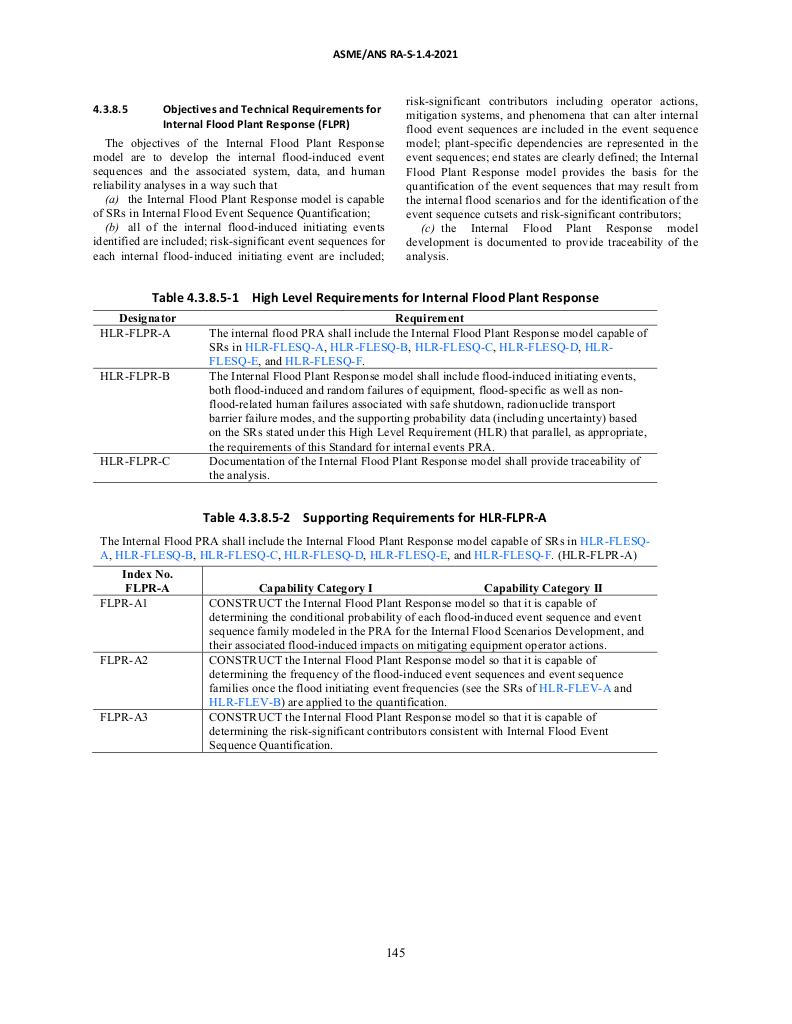 ASME/ANS RA-S-1.4-2021
4.3.8.5 Objectives and Technical Requirements for
Internal Flood Plant Response (FLPR)
The objectives of the Internal Flood Plant Response
model are to develop the internal flood-induced event
sequences and the associated system, data, and human
reliability analyses in a way such that
(a) the Internal Flood Plant Response model is capable
of SRs in Internal Flood Event Sequence Quantification;
(b) all of the internal flood-induced initiating events
identified are included; risk-significant event sequences for
each internal flood-induced initiating event are included;
risk-significant contributors including operator actions,
mitigation systems, and phenomena that can alter internal
flood event sequences are included in the event sequence
model; plant-specific dependencies are represented in the
event sequences; end states are clearly defined; the Internal
Flood Plant Response model provides the basis for the
quantification of the event sequences that may result from
the internal flood scenarios and for the identification of the
event sequence cutsets and risk-significant contributors;
(c) the Internal Flood Plant Response model
development is documented to provide traceability of the
analysis.
Table 4.3.8.5-1 High Level Requirements for Internal Flood Plant Response
Designator Requirement
HLR-FLPR-A The internal flood PRA shall include the Internal Flood Plant Response model capable of
SRs in HLR-FLESQ-A, HLR-FLESQ-B, HLR-FLESQ-C, HLR-FLESQ-D, HLR-
FLESQ-E, and HLR-FLESQ-F.
HLR-FLPR-B The Internal Flood Plant Response model shall include flood-induced initiating events,
both flood-induced and random failures of equipment, flood-specific as well as non-
flood-related human failures associated with safe shutdown, radionuclide transport
barrier failure modes, and the supporting probability data (including uncertainty) based
on the SRs stated under this High Level Requirement (HLR) that parallel, as appropriate,
the requirements of this Standard for internal events PRA.
HLR-FLPR-C Documentation of the Internal Flood Plant Response model shall provide traceability of
the analysis.
Table 4.3.8.5-2 Supporting Requirements for HLR-FLPR-A
The Internal Flood PRA shall include the Internal Flood Plant Response model capable of SRs in HLR-FLESQ-
A, HLR-FLESQ-B, HLR-FLESQ-C, HLR-FLESQ-D, HLR-FLESQ-E, and HLR-FLESQ-F. (HLR-FLPR-A)
Index No.
FLPR-A Capability Category I Capability Category II
FLPR-A1 CONSTRUCT the Internal Flood Plant Response model so that it is capable of
determining the conditional probability of each flood-induced event sequence and event
sequence family modeled in the PRA for the Internal Flood Scenarios Development, and
their associated flood-induced impacts on mitigating equipment operator actions.
FLPR-A2 CONSTRUCT the Internal Flood Plant Response model so that it is capable of
determining the frequency of the flood-induced event sequences and event sequence
families once the flood initiating event frequencies (see the SRs of HLR-FLEV-A and
HLR-FLEV-B) are applied to the quantification.
FLPR-A3 CONSTRUCT the Internal Flood Plant Response model so that it is capable of
determining the risk-significant contributors consistent with Internal Flood Event
Sequence Quantification.
145